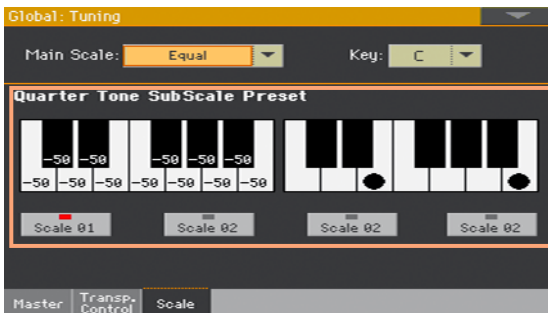 Global: Tuning
Main Scale: Equal Key: C
Quarter Tone SubScale Preset
-50 -50 -50 -50 -50
-50 -50 -50 -50 -50 -50 -50
Scale 01 Scale 02 Scale 02 Scale 02
Master Transp. Control Scale